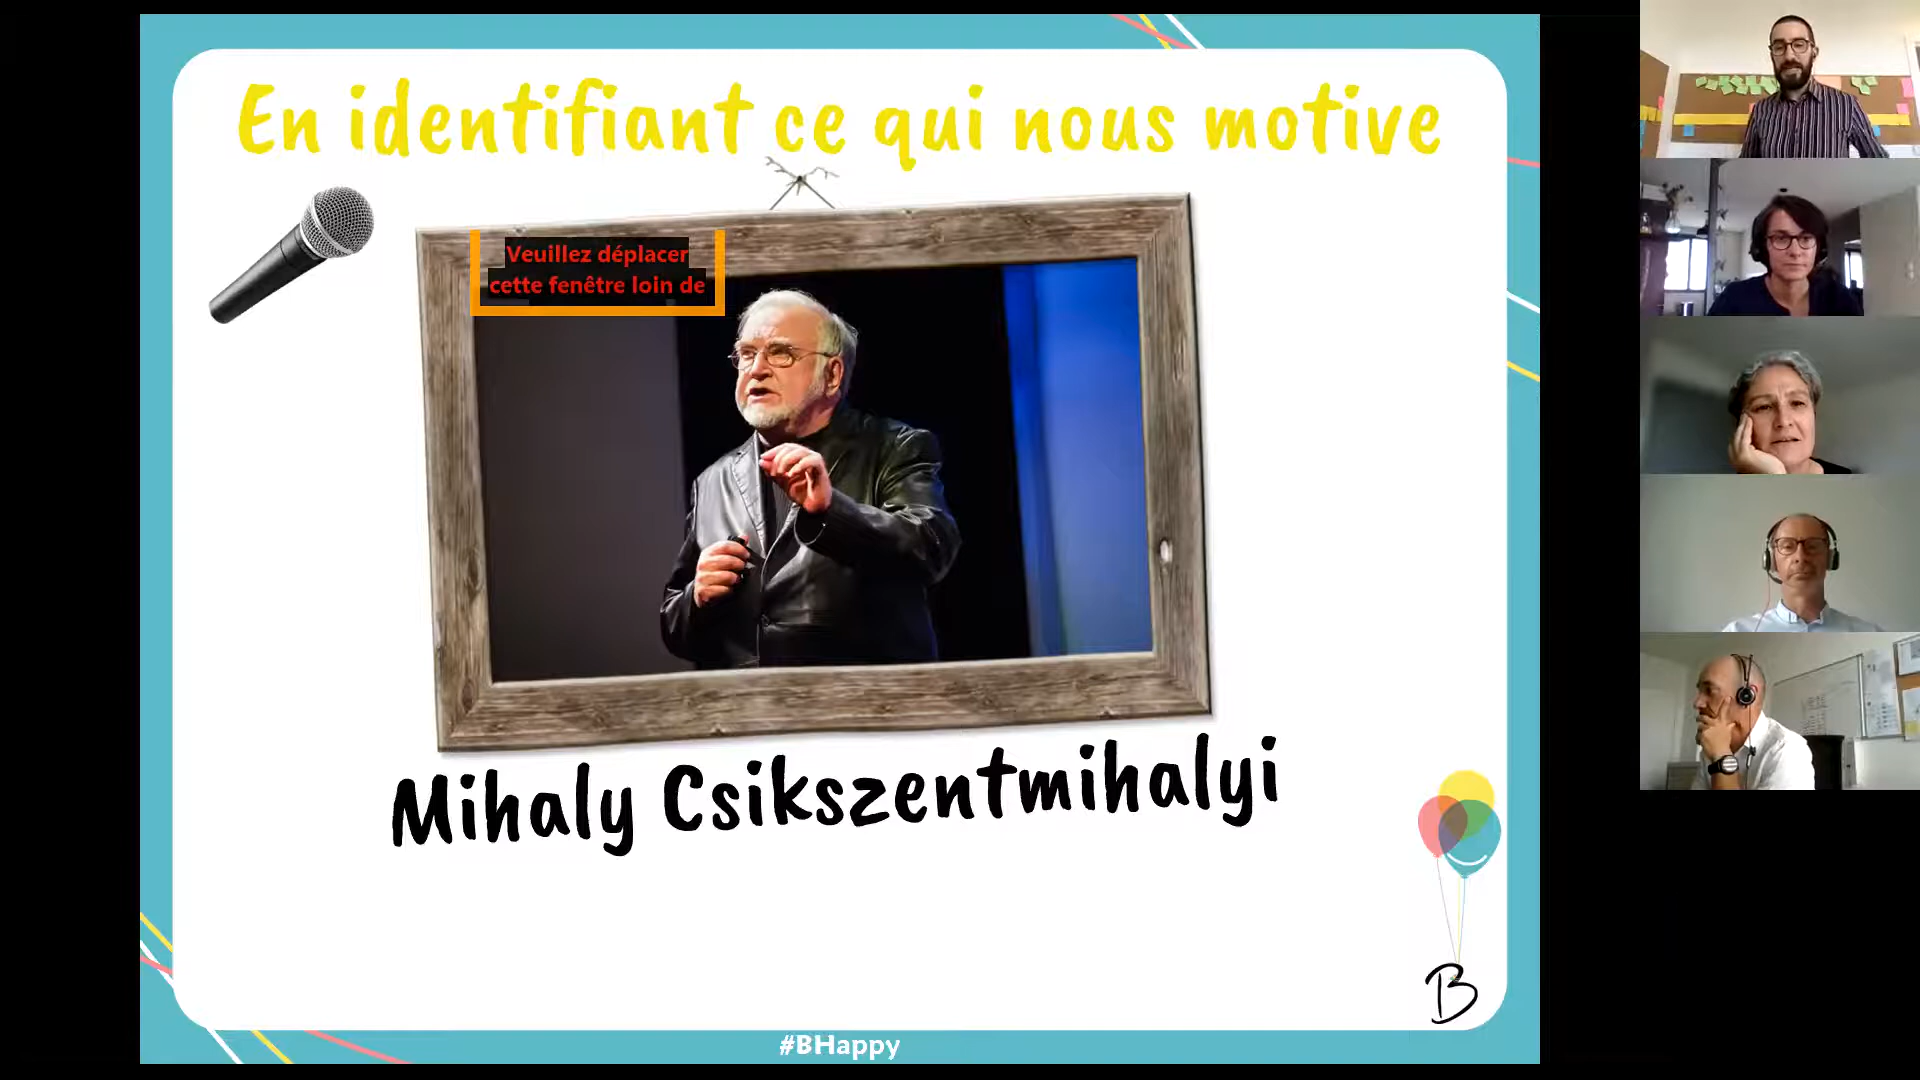 En identifiant ce qui nous motive
Veuillez déplacer
cette fenêtre loin de
Mihaly Csikszentmihalyi
B
#BHappy